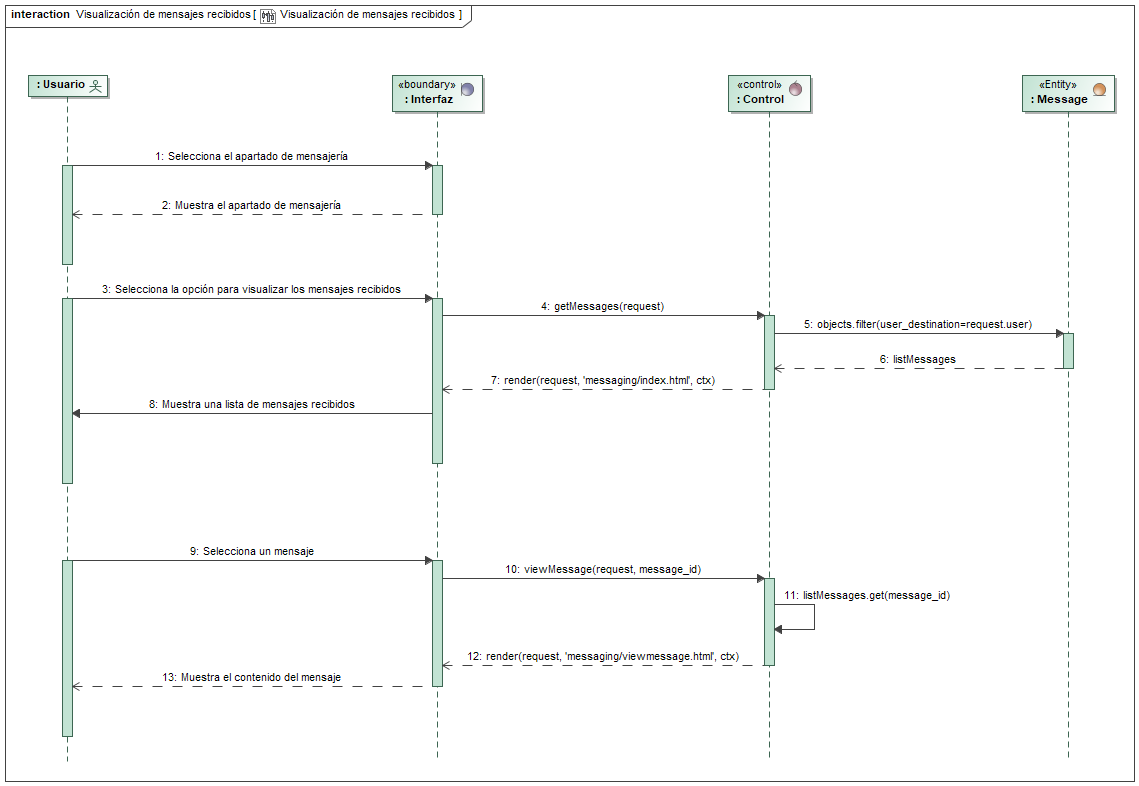 interaction Visualización de mensajes recibidos [ Visualización de mensajes recibidos ]
: Usuario
«boundary»
: Interfaz
«control»
: Control
«Entity»
: Message
1: Selecciona el apartado de mensajería
2: Muestra el apartado de mensajería
3: Selecciona la opción para visualizar los mensajes recibidos
4: getMessages(request)
5: objects.filter(user_destination=request.user)
6: listMessages
7: render(request, 'messaging/index.html', ctx)
8: Muestra una lista de mensajes recibidos
9: Selecciona un mensaje
10: viewMessage(request, message_id)
11: listMessages.get(message_id)
12: render(request, 'messaging/viewmessage.html', ctx)
13: Muestra el contenido del mensaje